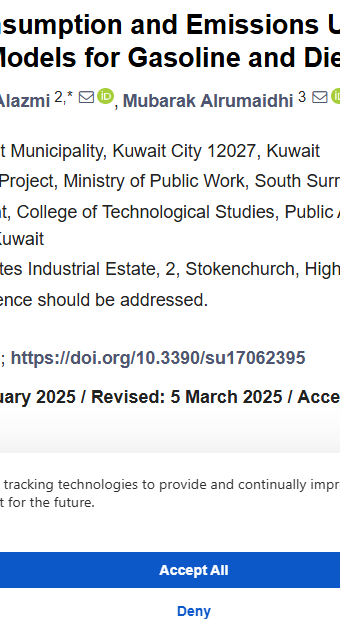 nsumption and Emissions U
Models for Gasoline and Die
Alazmi 2,* , Mubarak Alrumaidhi 3
t Municipality, Kuwait City 12027, Kuwait
Project, Ministry of Public Work, South Surr
nt, College of Technological Studies, Public A
Kuwait
tes Industrial Estate, 2, Stokenchurch, High
ence should be addressed.
; https://doi.org/10.3390/su17062395
uary 2025 / Revised: 5 March 2025 / Acce
tracking technologies to provide and continually impr
t for the future.
Accept All
Deny